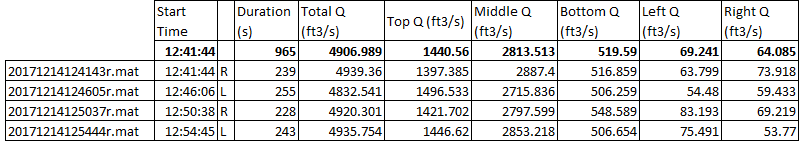 Start Time Duration (s) Total Q (ft3/s) Top Q (ft3/s) Middle Q (ft3/s) Bottom Q (ft3/s) Left Q (ft3/s) Right Q (ft3/s)
12:41:44 965 4906.989 1440.56 2813.513 519.59 69.241 64.085
20171214124143r.mat 12:41:44 R 239 4939.36 1397.385 2887.4 516.859 63.799 73.918
20171214124605r.mat 12:46:06 L 255 4832.541 1496.533 2715.836 506.259 54.48 59.433
20171214125037r.mat 12:50:38 R 228 4920.301 1421.702 2797.599 548.589 83.193 69.219
20171214125444r.mat 12:54:45 L 243 4935.754 1446.62 2853.218 506.654 75.491 53.77